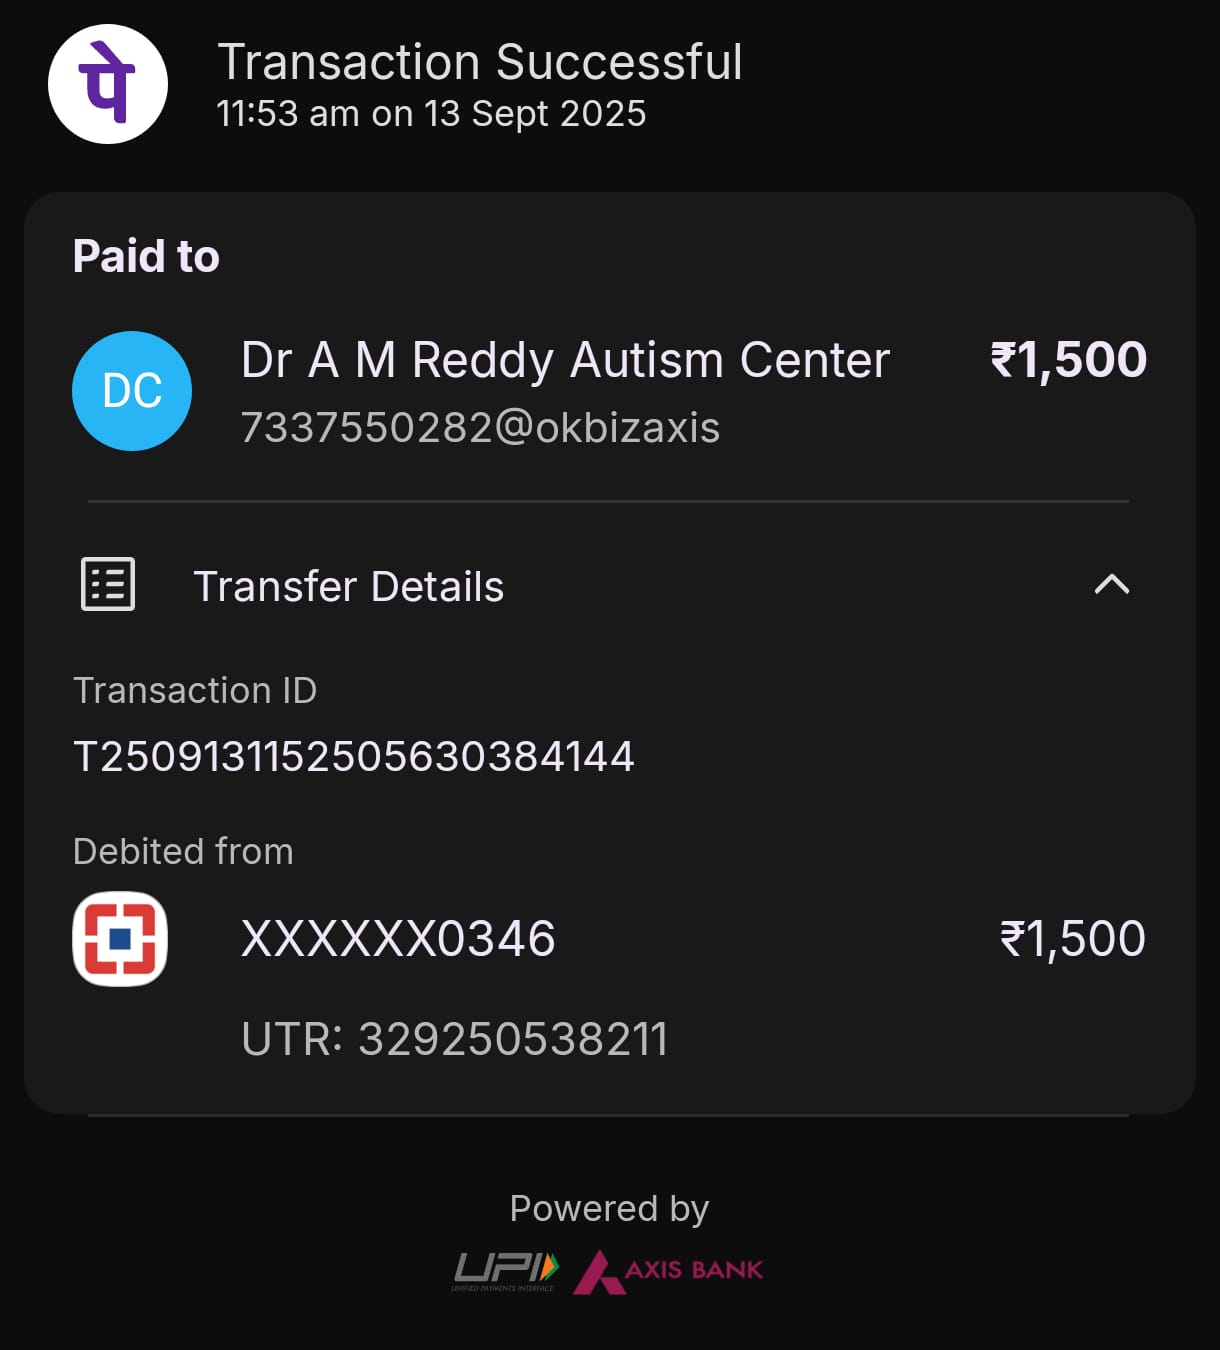 पे
Transaction Successful
11:53 am on 13 Sept 2025
Paid to
DC
Dr A M Reddy Autism Center
₹1,500
7337550282@okbizaxis
Transfer Details
Transaction ID
T2509131152505630384144
Debited from
XXXXXX0346
₹1,500
UTR: 329250538211
Powered by
UPI
UNIFIED PAYMENTS INTERFACE
AXIS BANK